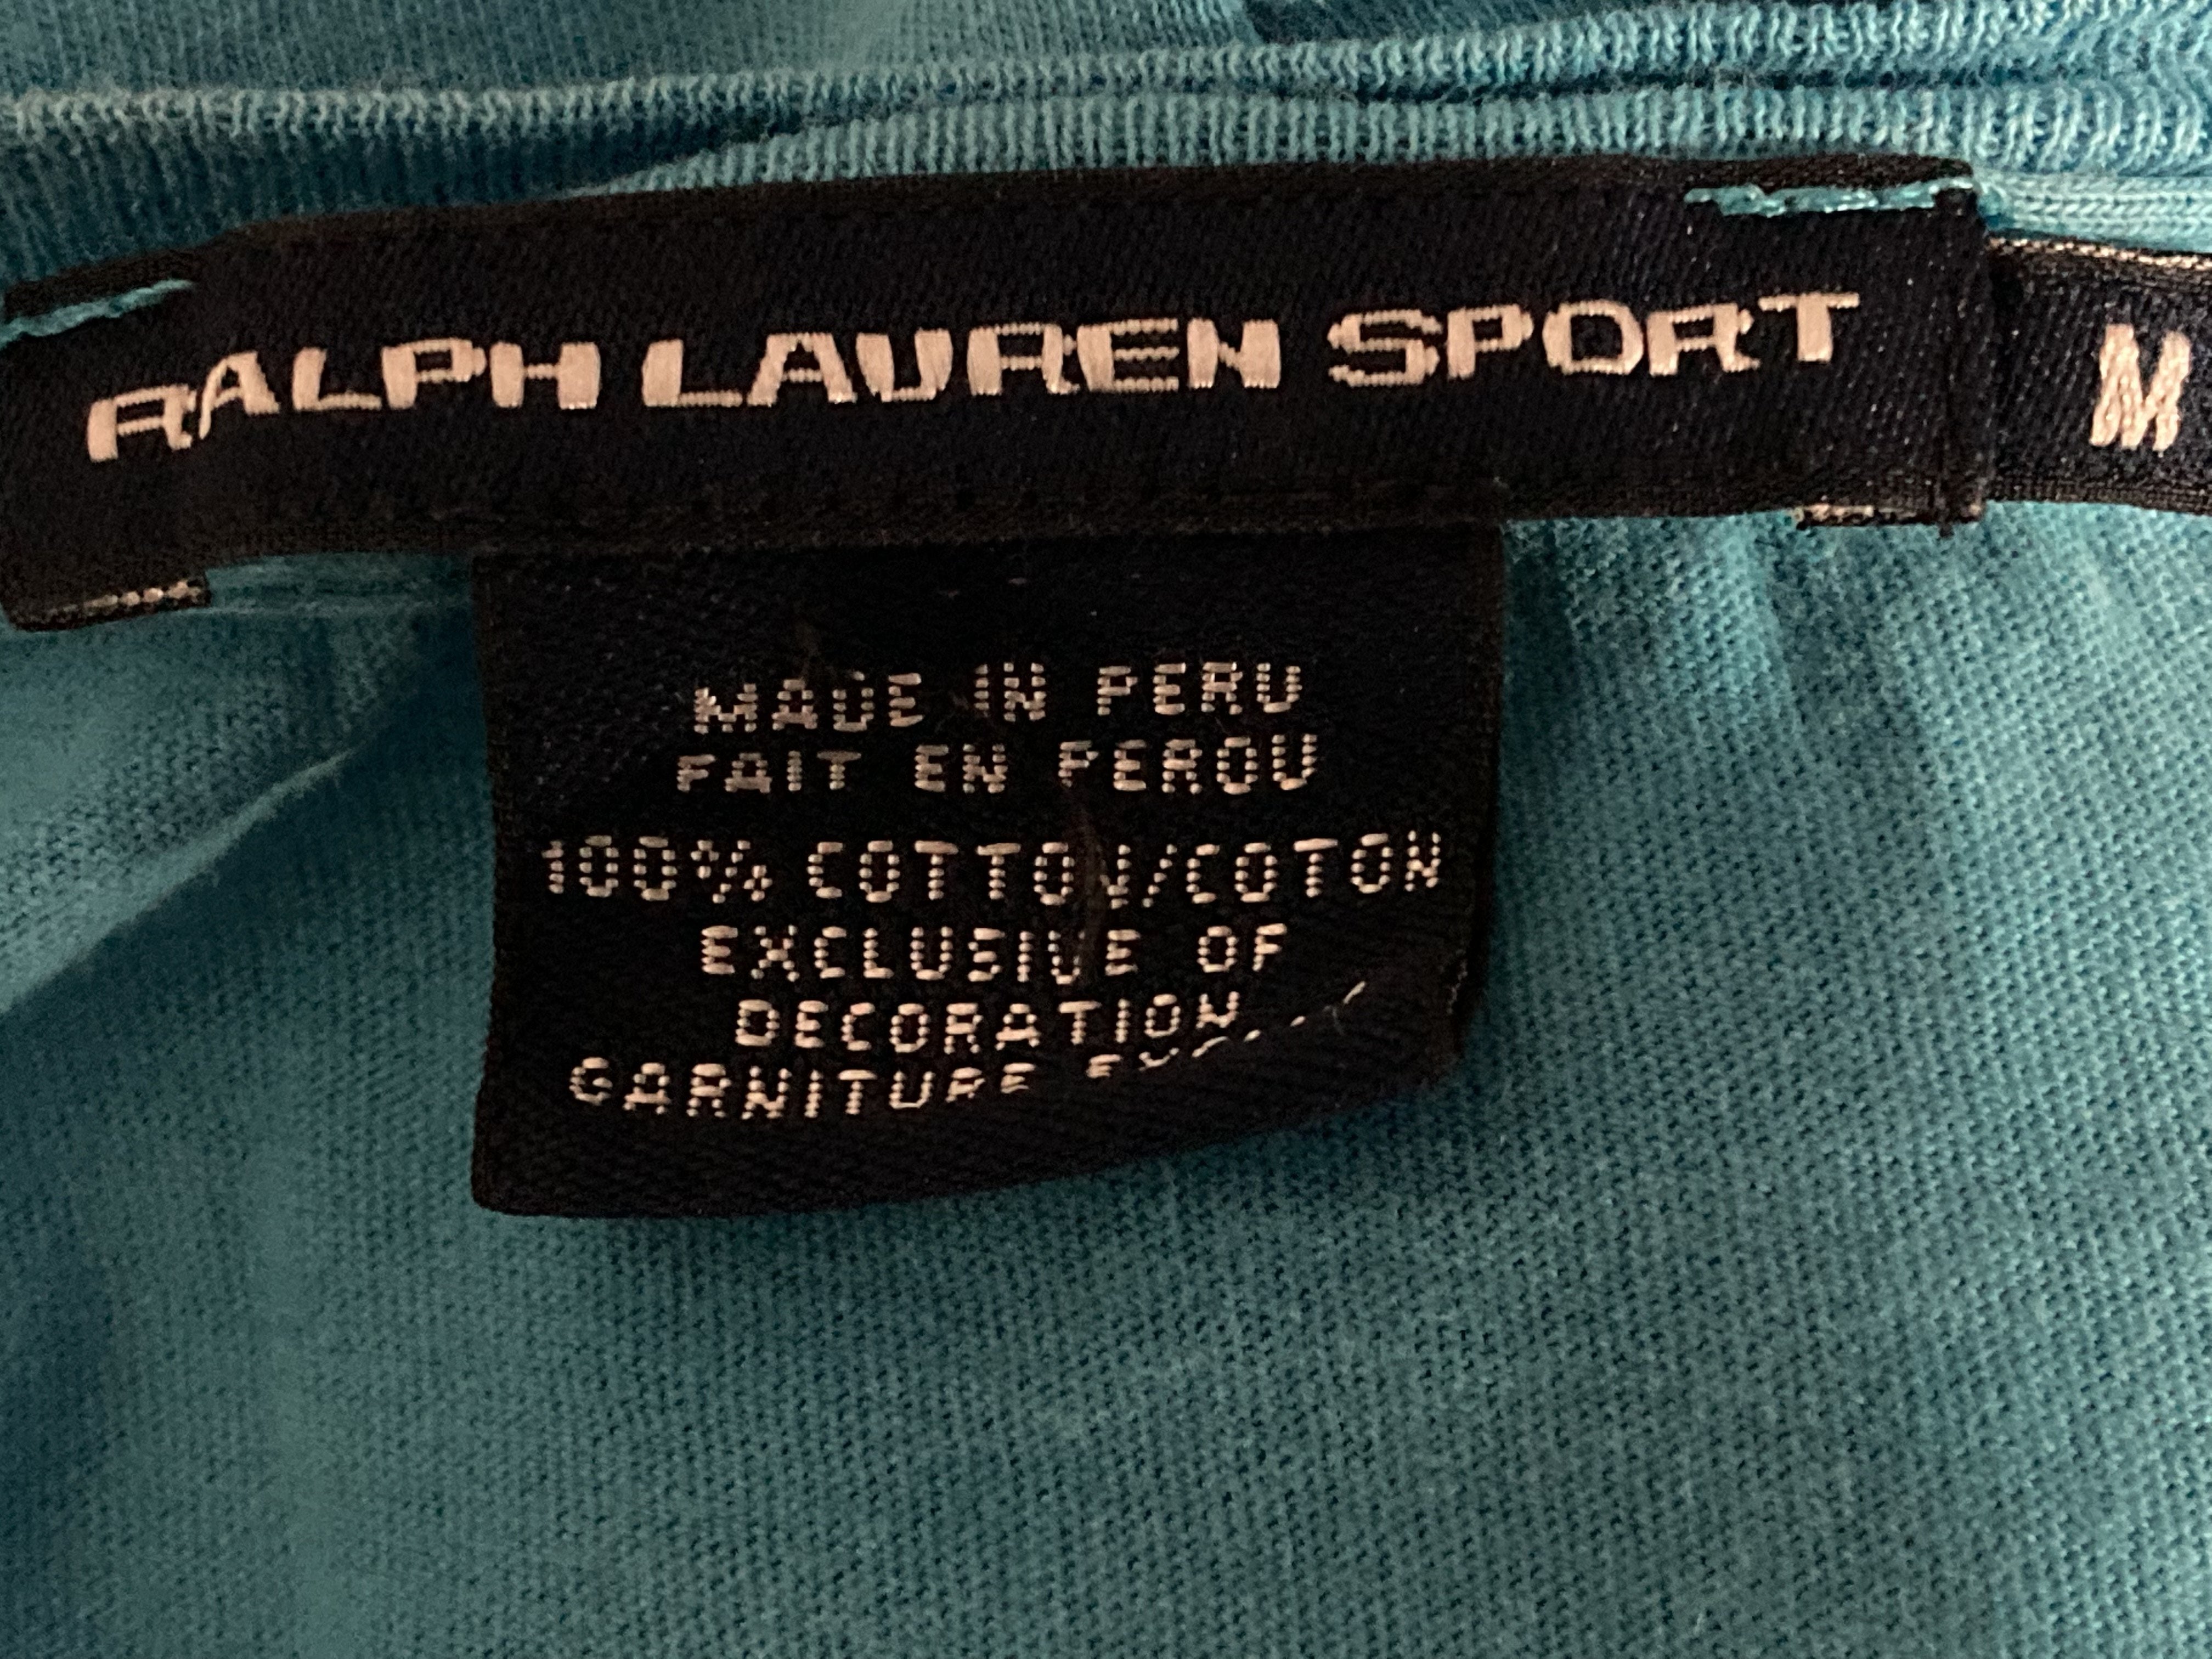 RALPH LAUREN SPORT
M
MADE IN PERU
FAIT EN PEROU
100% COTTON/COTON
EXCLUSIVE OF
DECORATION
GARNITURE